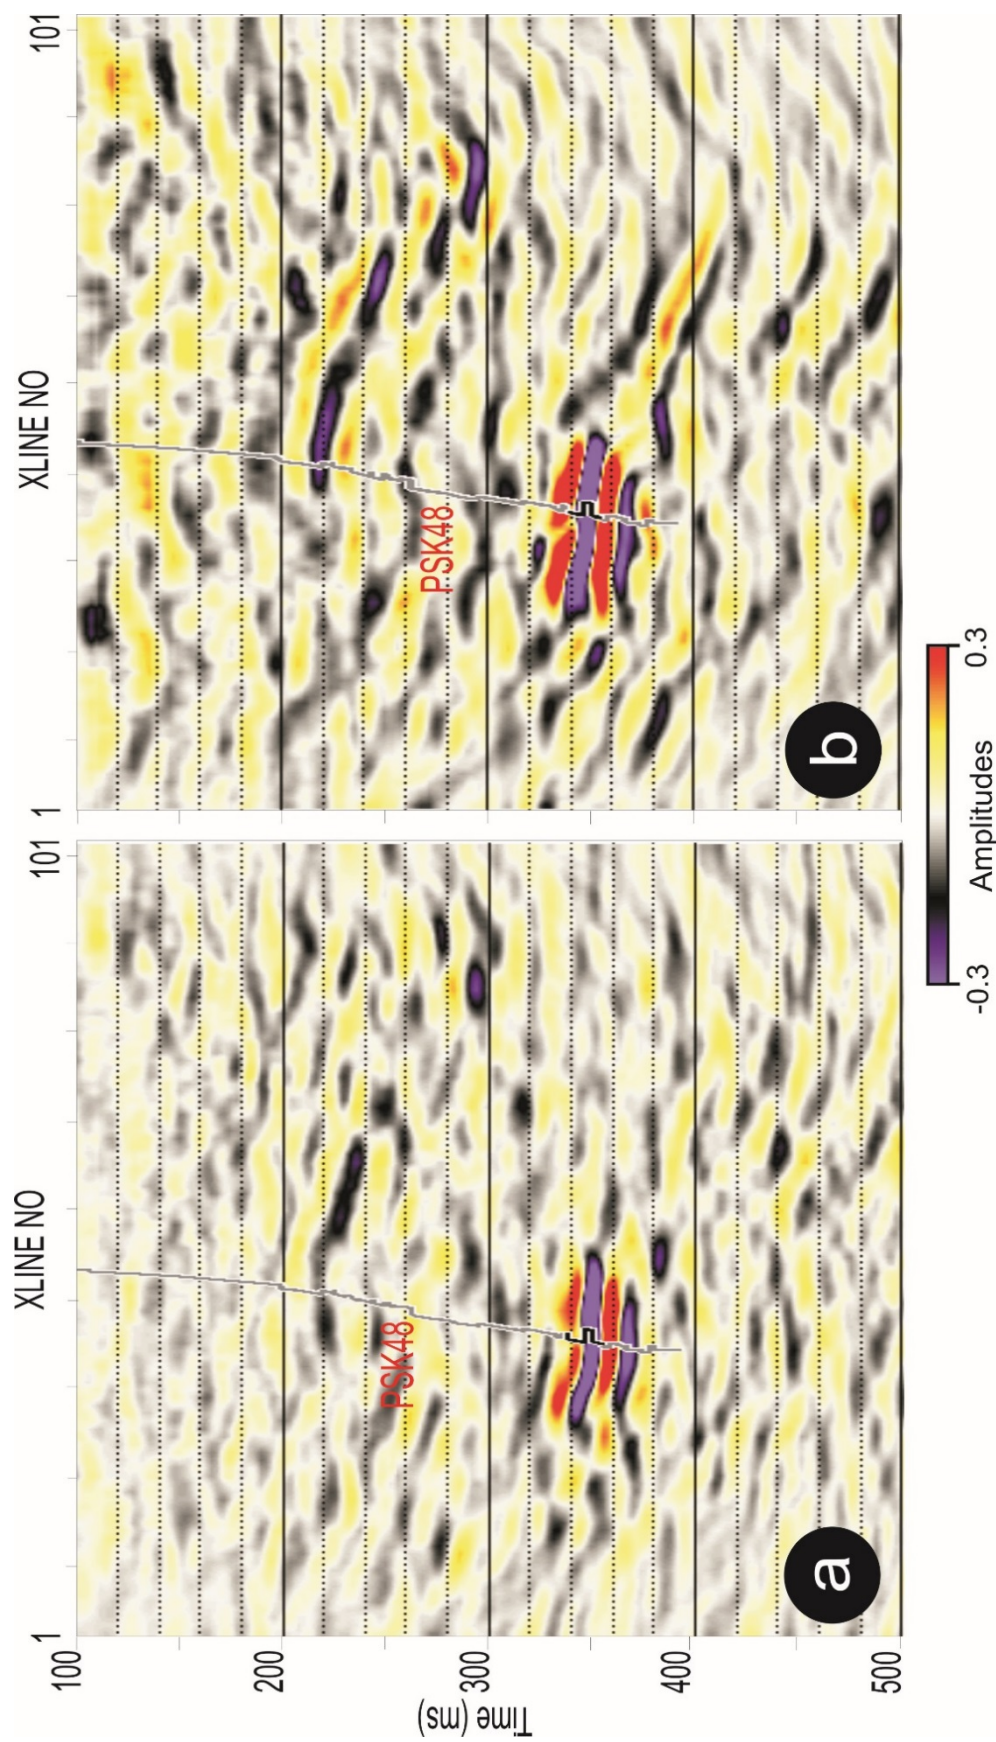 XLINE NO
1
101
100
200
300
400
500
Time (ms)
PSK48
a
XLINE NO
1
101
PSK48
b
-0.3
0.3
Amplitudes